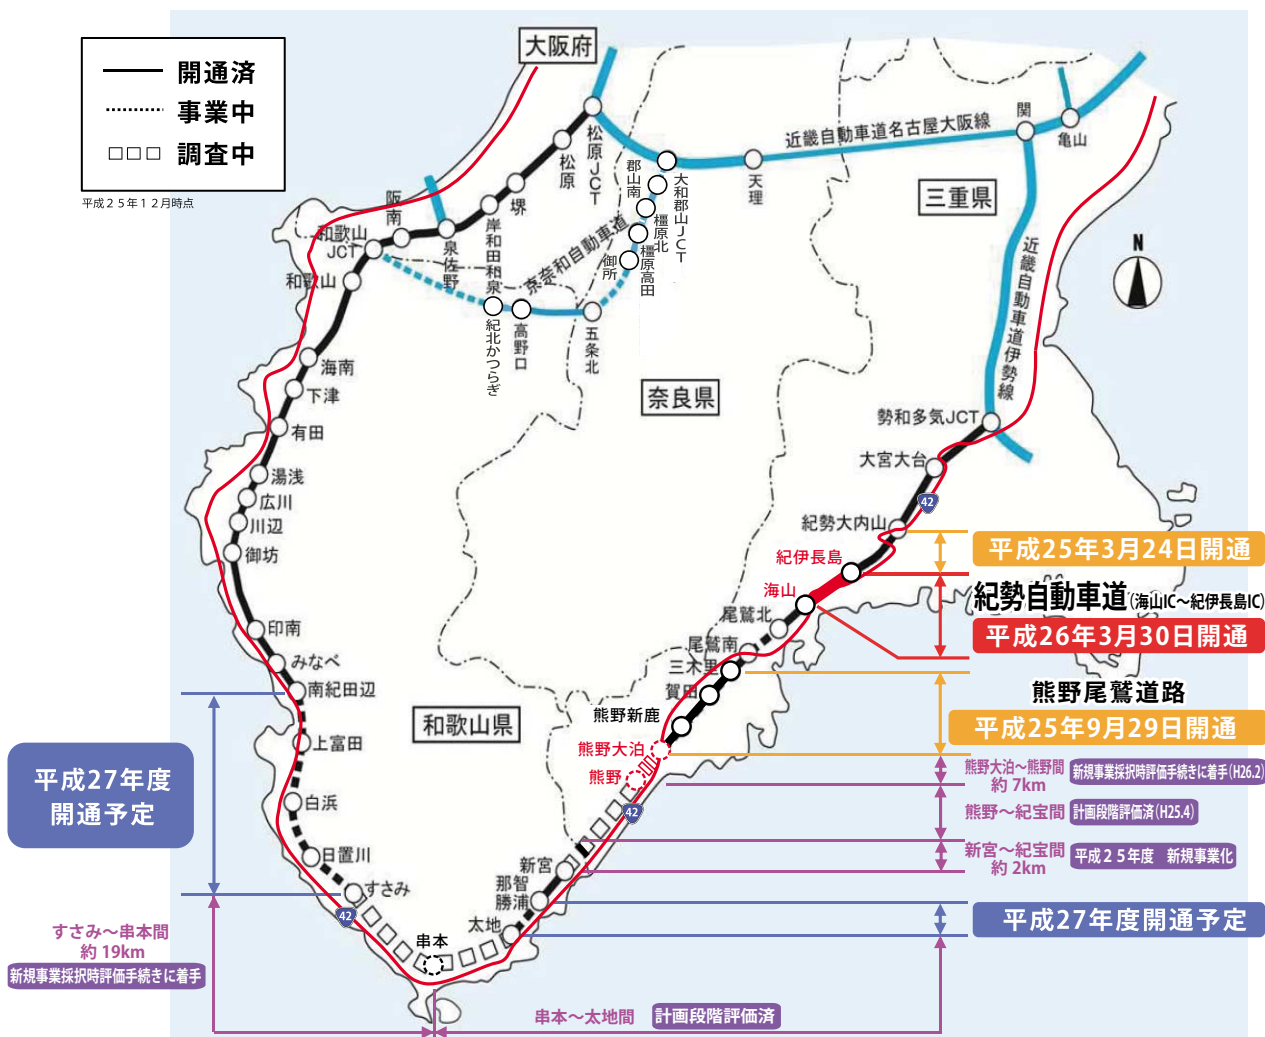 開通済
事業中
調査中
平成２５年１２月時点
大阪府
三重県
奈良県
和歌山県
N
近畿自動車道名古屋大阪線
近畿自動車道伊勢線
京奈和自動車道
松原JCT
松原
堺
岸和田和泉
泉佐野
阪南
和歌山
JCT
和歌山
海南
下津
有田
湯浅
広川
川辺
御坊
印南
みなべ
南紀田辺
上富田
白浜
日置川
すさみ
串本
太地
那智
勝浦
新宮
熊野
熊野大泊
熊野新鹿
賀田
三木里
尾鷲南
尾鷲北
海山
紀伊長島
紀勢大内山
大宮大台
勢和多気JCT
関
亀山
天理
大和郡山JCT
郡山南
橿原北
橿原高田
御所
五条北
高野口
紀北かつらぎ
42
42
42
平成25年3月24日開通
紀勢自動車道(海山IC～紀伊長島IC)
平成26年3月30日開通
熊野尾鷲道路
平成25年9月29日開通
熊野大泊～熊野間
約 7km
新規事業採択時評価手続きに着手(H26.2)
熊野～紀宝間
計画段階評価済(H25.4)
新宮～紀宝間
約 2km
平成２５年度　新規事業化
平成27年度開通予定
平成27年度
開通予定
すさみ～串本間
約 19km
新規事業採択時評価手続きに着手
串本～太地間
計画段階評価済